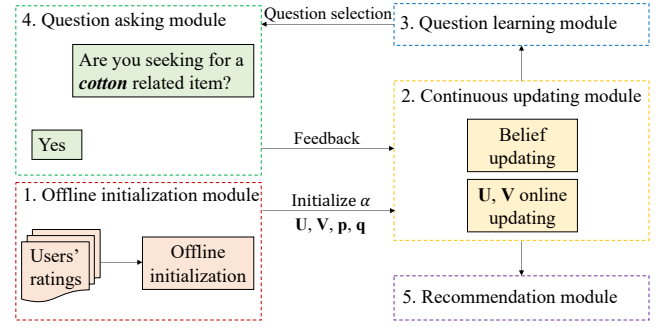 4. Question asking module
Are you seeking for a
cotton related item?
Yes
Question selection
3. Question learning module
2. Continuous updating module
Belief
updating
U, V online
updating
Feedback
1. Offline initialization module
Users'
ratings
Offline
initialization
Initialize α
U, V, p, q
5. Recommendation module